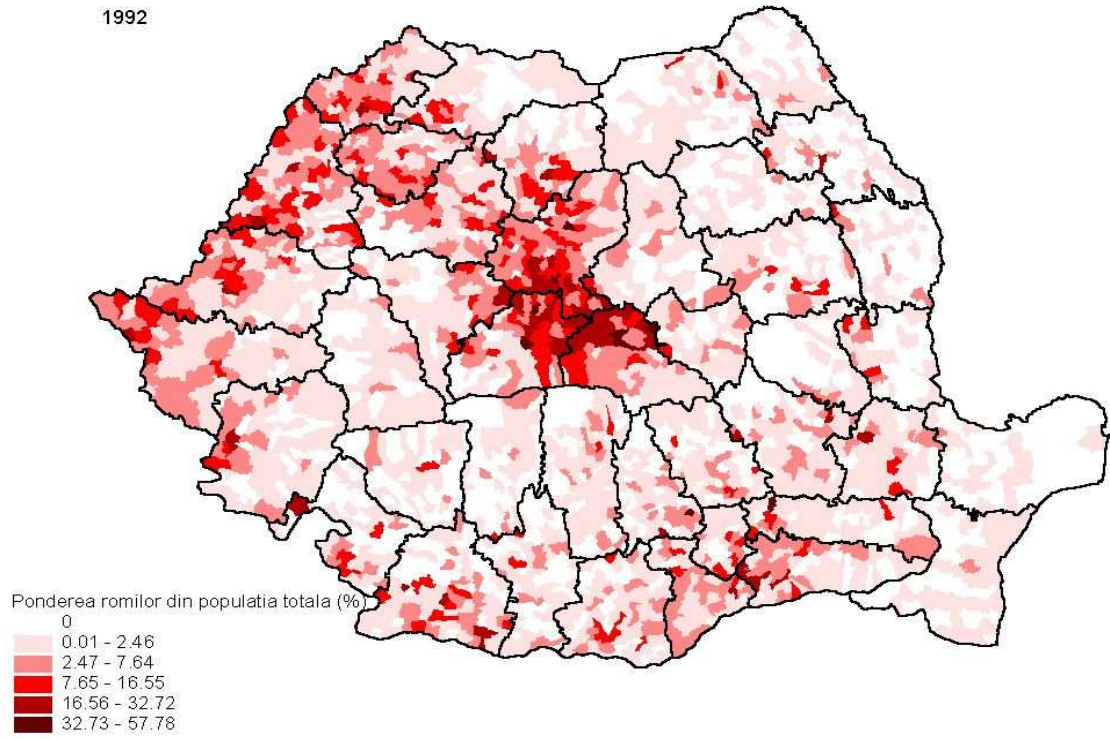 1992
Ponderea romilor din populatia totala (%)
0
0.01 - 2.46
2.47 - 7.64
7.65 - 16.55
16.56 - 32.72
32.73 - 57.78